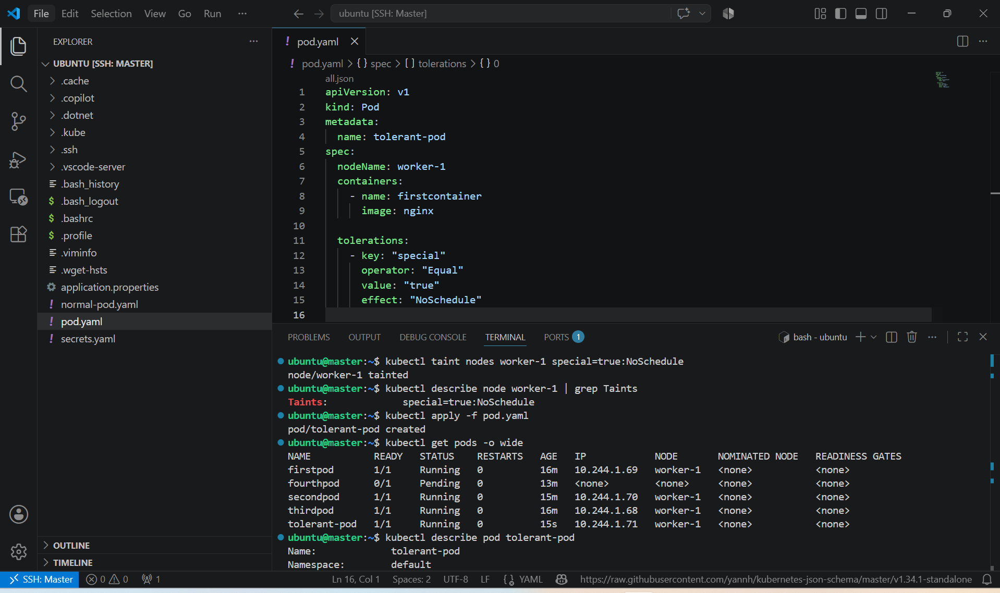 File Edit Selection View Go Run ···
ubuntu [SSH: Master]
EXPLORER ···
UBUNTU [SSH: MASTER]
.cache
.copilot
.dotnet
.kube
.ssh
.vscode-server
.bash_history
$ .bash_logout
$ .bashrc
$ .profile
.viminfo
.wget-hsts
application.properties
! normal-pod.yaml
! pod.yaml
! secrets.yaml
OUTLINE
TIMELINE
! pod.yaml
! pod.yaml > { } spec > [ ] tolerations > { } 0
all.json
1 apiVersion: v1
2 kind: Pod
3 metadata:
4 name: tolerant-pod
5 spec:
6 nodeName: worker-1
7 containers:
8 - name: firstcontainer
9 image: nginx
10
11 tolerations:
12 - key: "special"
13 operator: "Equal"
14 value: "true"
15 effect: "NoSchedule"
16
PROBLEMS OUTPUT DEBUG CONSOLE TERMINAL PORTS 1 bash - ubuntu ···
ubuntu@master:~$ kubectl taint nodes worker-1 special=true:NoSchedule
node/worker-1 tainted
ubuntu@master:~$ kubectl describe node worker-1 | grep Taints
Taints: special=true:NoSchedule
ubuntu@master:~$ kubectl apply -f pod.yaml
pod/tolerant-pod created
ubuntu@master:~$ kubectl get pods -o wide
NAME READY STATUS RESTARTS AGE IP NODE NOMINATED NODE READINESS GATES
firstpod 1/1 Running 0 16m 10.244.1.69 worker-1 <none> <none>
fourthpod 0/1 Pending 0 13m <none> <none> <none> <none>
secondpod 1/1 Running 0 15m 10.244.1.70 worker-1 <none> <none>
thirdpod 1/1 Running 0 16m 10.244.1.68 worker-1 <none> <none>
tolerant-pod 1/1 Running 0 15s 10.244.1.71 worker-1 <none> <none>
ubuntu@master:~$ kubectl describe pod tolerant-pod
Name: tolerant-pod
Namespace: default
SSH: Master 0 0 1 Ln 16, Col 1 Spaces: 2 UTF-8 LF YAML https://raw.githubusercontent.com/yannh/kubernetes-json-schema/master/v1.34.1-standalone